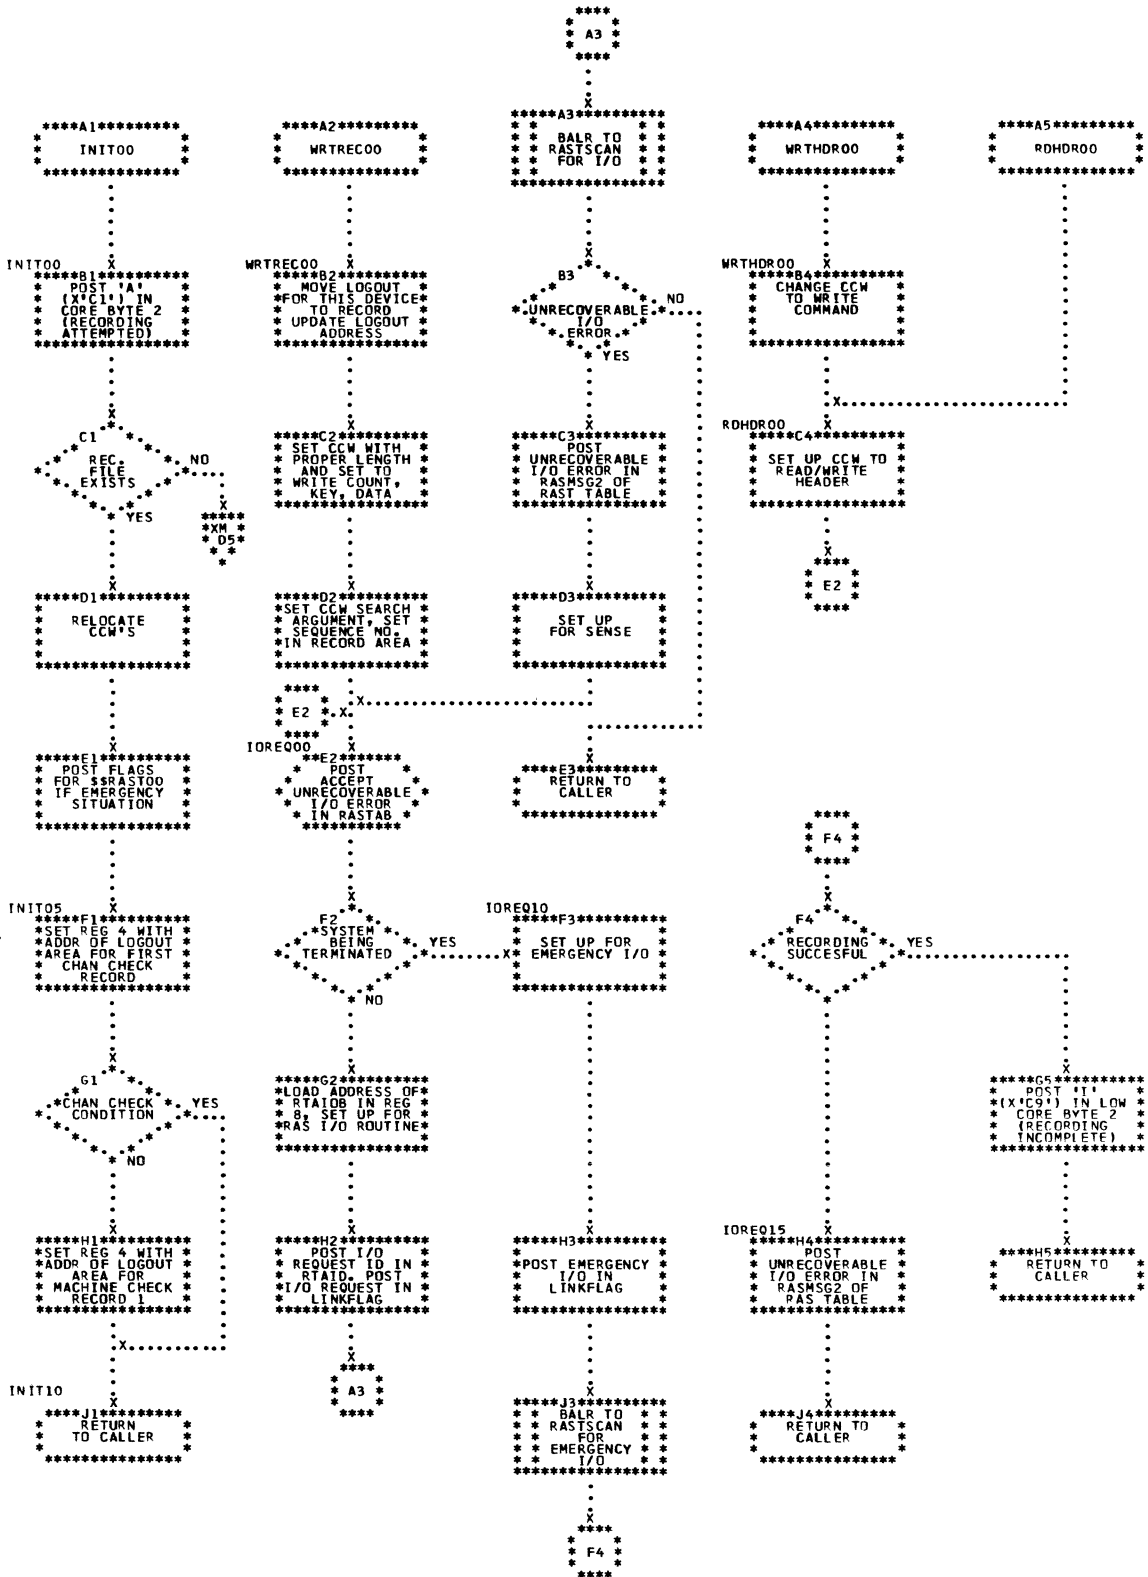 A3
A1
INIT00
A2
WRTREC00
A3
BALR TO
RASTSCAN
FOR I/O
A4
WRTHDR00
A5
RDHDR00
INIT00
B1
POST 'A'
(X'C1') IN
CORE BYTE 2
(RECORDING
ATTEMPTED)
WRTREC00
B2
MOVE LOGOUT
FOR THIS DEVICE
TO RECORD
UPDATE LOGOUT
ADDRESS
B3
UNRECOVERABLE
I/O
ERROR
NO
YES
WRTHDR00
B4
CHANGE CCW
TO WRITE
COMMAND
C1
REC.
FILE
EXISTS
NO
YES
XM
D5
C2
SET CCW WITH
PROPER LENGTH
AND SET TO
WRITE COUNT,
KEY, DATA
C3
POST
UNRECOVERABLE
I/O ERROR IN
RASMSG2 OF
RAST TABLE
RDHDR00
C4
SET UP CCW TO
READ/WRITE
HEADER
E2
D1
RELOCATE
CCW'S
D2
SET CCW SEARCH
ARGUMENT, SET
SEQUENCE NO.
IN RECORD AREA
D3
SET UP
FOR SENSE
E2
E1
POST FLAGS
FOR $$RAST00
IF EMERGENCY
SITUATION
IOREQ00
E2
POST
ACCEPT
UNRECOVERABLE
I/O ERROR
IN RASTAB
E3
RETURN TO
CALLER
F4
INIT05
F1
SET REG 4 WITH
ADDR OF LOGOUT
AREA FOR FIRST
CHAN CHECK
RECORD
F2
SYSTEM
BEING
TERMINATED
YES
NO
IOREQ10
F3
SET UP FOR
EMERGENCY I/O
F4
RECORDING
SUCCESFUL
YES
G1
CHAN CHECK
CONDITION
YES
NO
G2
LOAD ADDRESS OF
RTAIOB IN REG
8, SET UP FOR
RAS I/O ROUTINE
G5
POST 'I'
(X'C9') IN LOW
CORE BYTE 2
(RECORDING
INCOMPLETE)
H1
SET REG 4 WITH
ADDR OF LOGOUT
AREA FOR
MACHINE CHECK
RECORD 1
H2
POST I/O
REQUEST ID IN
RTAID. POST
I/O REQUEST IN
LINKFLAG
H3
POST EMERGENCY
I/O IN
LINKFLAG
IOREQ15
H4
POST
UNRECOVERABLE
I/O ERROR IN
RASMSG2 OF
RAS TABLE
H5
RETURN TO
CALLER
A3
INIT10
J1
RETURN
TO CALLER
J3
BALR TO
RASTSCAN
FOR
EMERGENCY
I/O
J4
RETURN TO
CALLER
F4